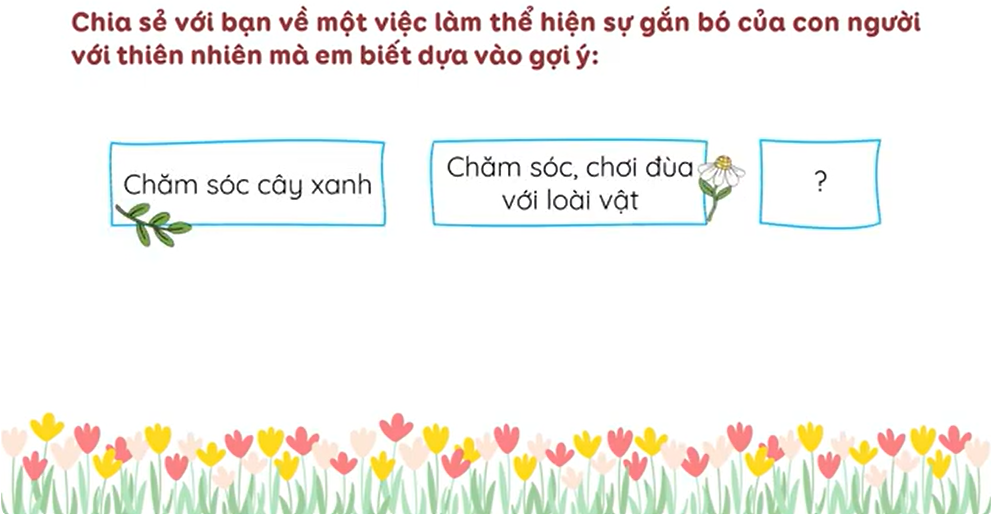 Chia sẻ với bạn về một việc làm thể hiện sự gắn bó của con người
với thiên nhiên mà em biết dựa vào gợi ý:
Chăm sóc cây xanh
Chăm sóc, chơi đùa
với loài vật
?